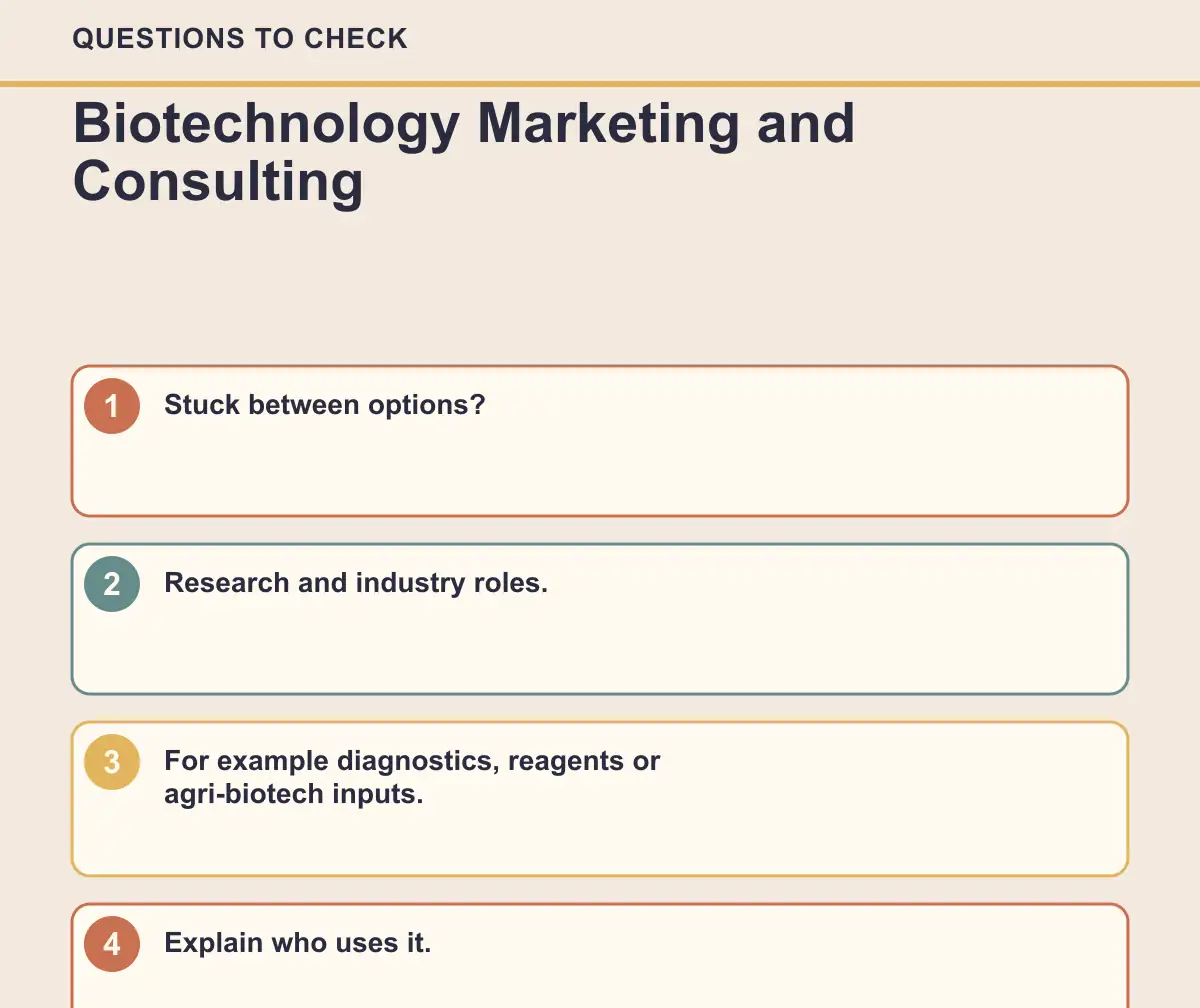 QUESTIONS TO CHECK
Biotechnology Marketing and
Consulting
1
Stuck between options?
2
Research and industry roles.
3
For example diagnostics, reagents or
agri-biotech inputs.
4
Explain who uses it.